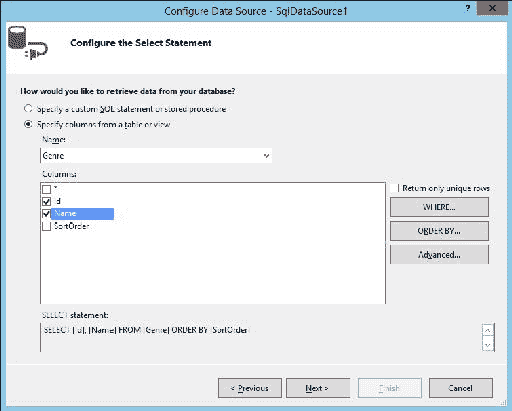 Configure Data Source - SqlDataSource1
?
Configure the Select Statement
How would you like to retrieve data from your database?
Specify a custom SQL statement or stored procedure
Specify columns from a table or view
Name:
Genre
Columns:
*
Id
Name
SortOrder
Return only unique rows
WHERE...
ORDER BY...
Advanced...
SELECT statement:
SELECT [Id], [Name] FROM [Genre] ORDER BY [SortOrder]
< Previous
Next >
Finish
Cancel